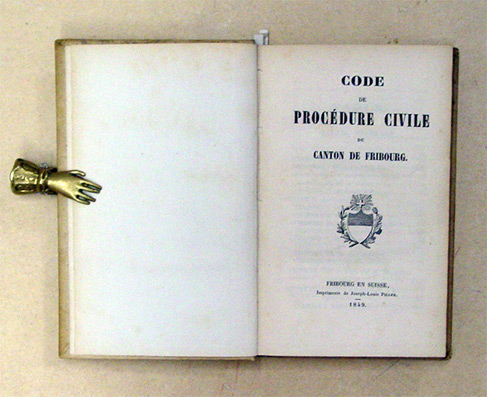 CODE
DE
PROCÉDURE CIVILE
DU
CANTON DE FRIBOURG.
FRIBOURG EN SUISSE,
Imprimerie de Joseph-Louis PILLER.
1849.